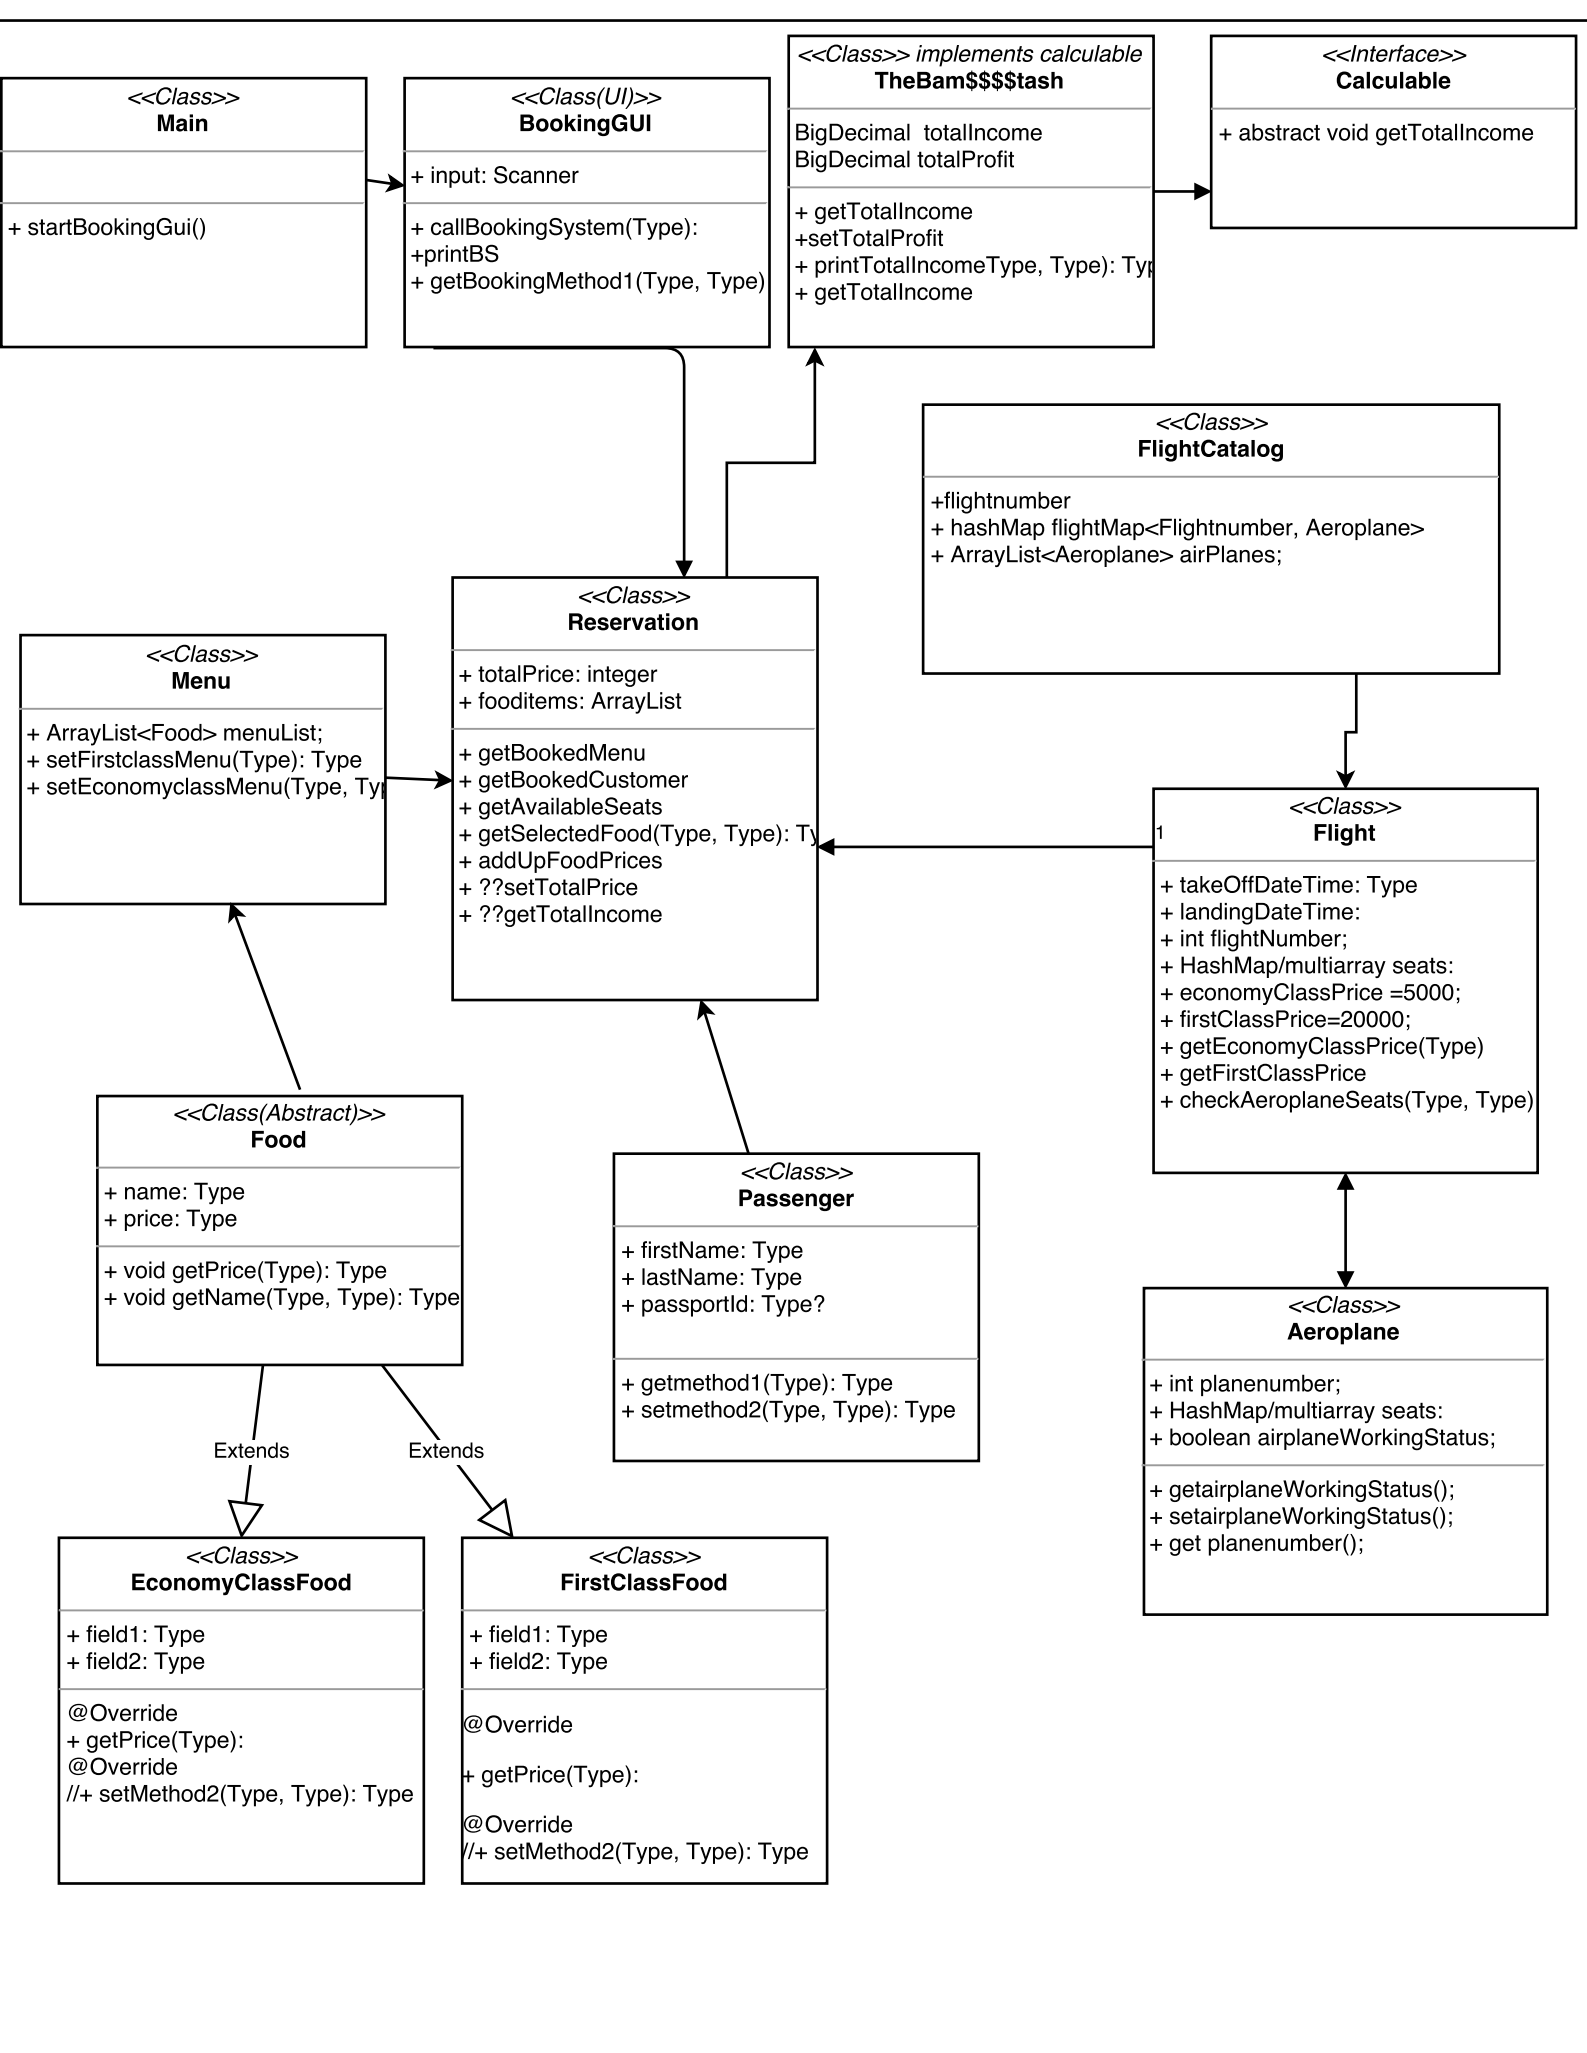 <<Class>>
Main
+ startBookingGui()
<<Class(UI)>>
BookingGUI
+ input: Scanner
+ callBookingSystem(Type):
+printBS
+ getBookingMethod1(Type, Type)
<<Class>> implements calculable
TheBam$$$$tash
BigDecimal  totalIncome
BigDecimal totalProfit
+ getTotalIncome
+setTotalProfit
+ printTotalIncomeType, Type): Typ
+ getTotalIncome
<<Interface>>
Calculable
+ abstract void getTotalIncome
<<Class>>
FlightCatalog
+flightnumber
+ hashMap flightMap<Flightnumber, Aeroplane>
+ ArrayList<Aeroplane> airPlanes;
<<Class>>
Reservation
+ totalPrice: integer
+ fooditems: ArrayList
+ getBookedMenu
+ getBookedCustomer
+ getAvailableSeats
+ getSelectedFood(Type, Type): Ty
+ addUpFoodPrices
+ ??setTotalPrice
+ ??getTotalIncome
<<Class>>
Menu
+ ArrayList<Food> menuList;
+ setFirstclassMenu(Type): Type
+ setEconomyclassMenu(Type, Typ
1
<<Class>>
Flight
+ takeOffDateTime: Type
+ landingDateTime:
+ int flightNumber;
+ HashMap/multiarray seats:
+ economyClassPrice =5000;
+ firstClassPrice=20000;
+ getEconomyClassPrice(Type)
+ getFirstClassPrice
+ checkAeroplaneSeats(Type, Type)
<<Class(Abstract)>>
Food
+ name: Type
+ price: Type
+ void getPrice(Type): Type
+ void getName(Type, Type): Type
<<Class>>
Passenger
+ firstName: Type
+ lastName: Type
+ passportId: Type?
+ getmethod1(Type): Type
+ setmethod2(Type, Type): Type
<<Class>>
Aeroplane
+ int planenumber;
+ HashMap/multiarray seats:
+ boolean airplaneWorkingStatus;
+ getairplaneWorkingStatus();
+ setairplaneWorkingStatus();
+ get planenumber();
Extends
Extends
<<Class>>
EconomyClassFood
+ field1: Type
+ field2: Type
@Override
+ getPrice(Type):
@Override
//+ setMethod2(Type, Type): Type
<<Class>>
FirstClassFood
+ field1: Type
+ field2: Type
@Override
+ getPrice(Type):
@Override
//+ setMethod2(Type, Type): Type